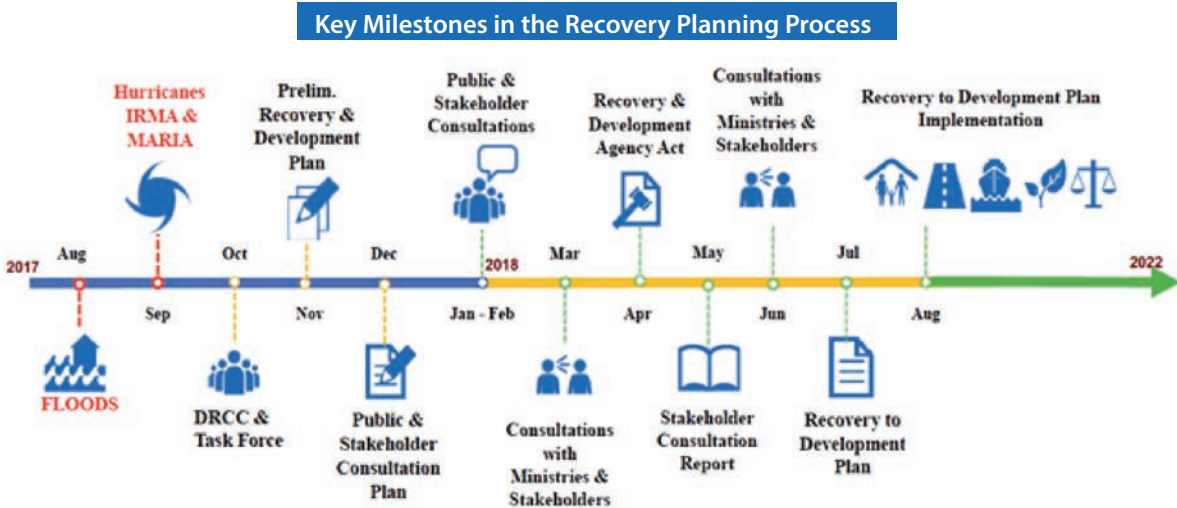 Key Milestones in the Recovery Planning Process
Hurricanes
IRMA &
MARIA
Prelim.
Recovery &
Development
Plan
Public &
Stakeholder
Consultations
Recovery &
Development
Agency Act
Consultations
with
Ministries &
Stakeholders
Recovery to Development Plan
Implementation
2017
Aug
Oct
Dec
2018
Mar
May
Jul
2022
Sep
Nov
Jan - Feb
Apr
Jun
Aug
FLOODS
DRCC &
Task Force
Public &
Stakeholder
Consultation
Plan
Consultations
with
Ministries &
Stakeholders
Stakeholder
Consultation
Report
Recovery to
Development
Plan